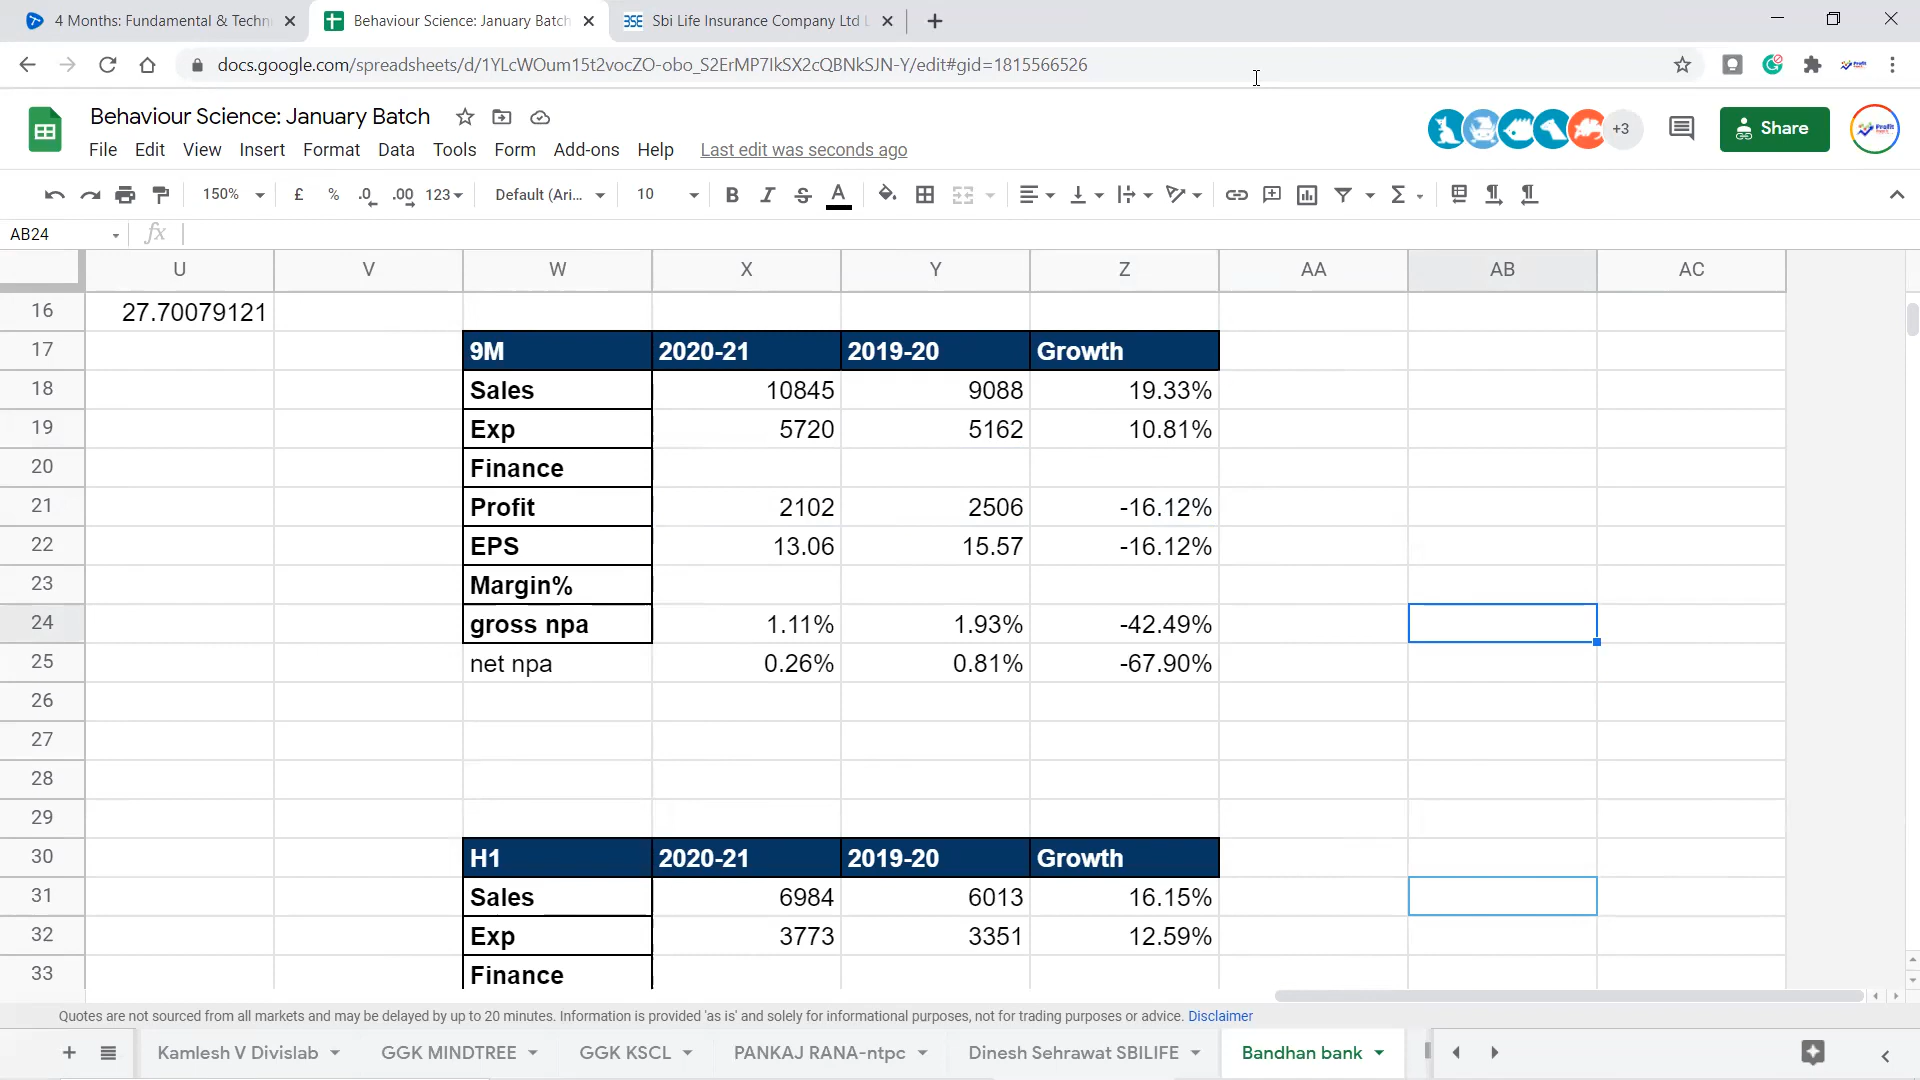 4 Months: Fundamental & Techn
Behaviour Science: January Batch
BSE Sbi Life Insurance Company Ltd L
docs.google.com/spreadsheets/d/1YLcWOum15t2vocZO-obo_S2ErMP7IkSX2cQBNkSJN-Y/edit#gid=1815566526
Behaviour Science: January Batch
+3
Share
File Edit View Insert Format Data Tools Form Add-ons Help Last edit was seconds ago
150% £ % .0 .00 123 Default (Ari... 10 B I S A
AB24 fx
U V W X Y Z AA AB AC
16 27.70079121
17 9M 2020-21 2019-20 Growth
18 Sales 10845 9088 19.33%
19 Exp 5720 5162 10.81%
20 Finance
21 Profit 2102 2506 -16.12%
22 EPS 13.06 15.57 -16.12%
23 Margin%
24 gross npa 1.11% 1.93% -42.49%
25 net npa 0.26% 0.81% -67.90%
26
27
28
29
30 H1 2020-21 2019-20 Growth
31 Sales 6984 6013 16.15%
32 Exp 3773 3351 12.59%
33 Finance
Quotes are not sourced from all markets and may be delayed by up to 20 minutes. Information is provided 'as is' and solely for informational purposes, not for trading purposes or advice. Disclaimer
Kamlesh V Divislab GGK MINDTREE GGK KSCL PANKAJ RANA-ntpc Dinesh Sehrawat SBILIFE Bandhan bank